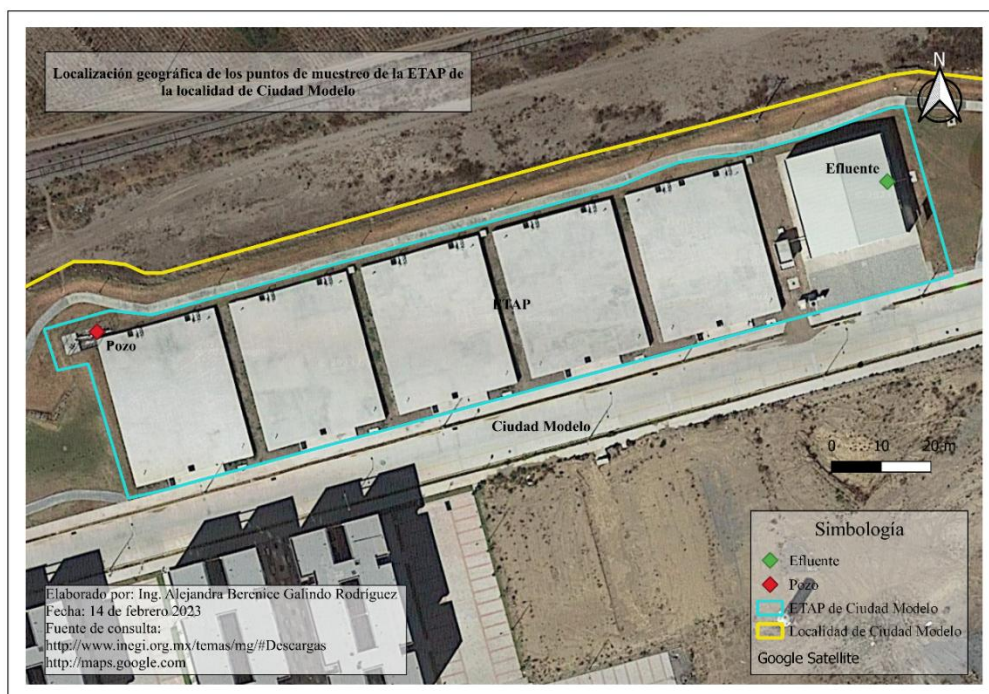 Localización geográfica de los puntos de muestreo de la ETAP de
la localidad de Ciudad Modelo
N
Efluente
ETAP
Pozo
Ciudad Modelo
0 10 20 m
Simbología
Efluente
Pozo
ETAP de Ciudad Modelo
Localidad de Ciudad Modelo
Google Satellite
Elaborado por: Ing. Alejandra Berenice Galindo Rodríguez
Fecha: 14 de febrero 2023
Fuente de consulta:
http://www.inegi.org.mx/temas/mg/#Descargas
http://maps.google.com